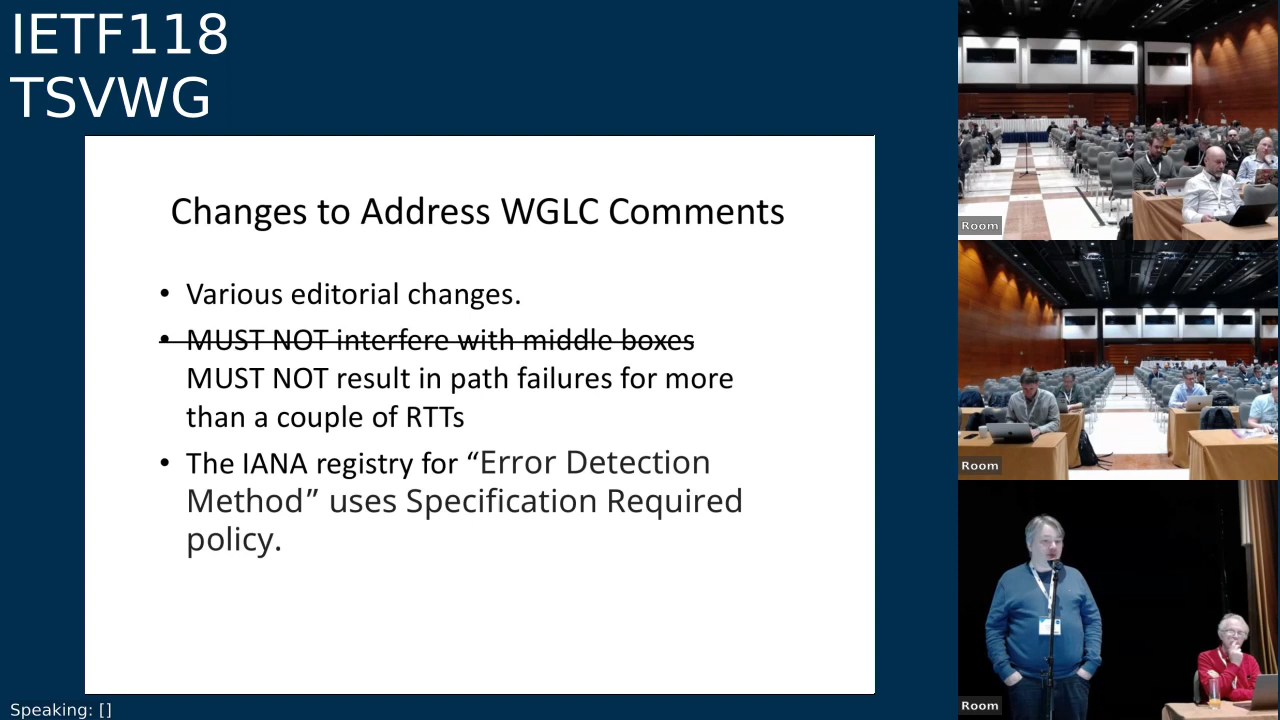 IETF118
TSVWG
Changes to Address WGLC Comments
• Various editorial changes.
• MUST NOT interfere with middle boxes
MUST NOT result in path failures for more
than a couple of RTTs
• The IANA registry for “Error Detection
Method” uses Specification Required
policy.
Speaking: []
Room
Room
Room